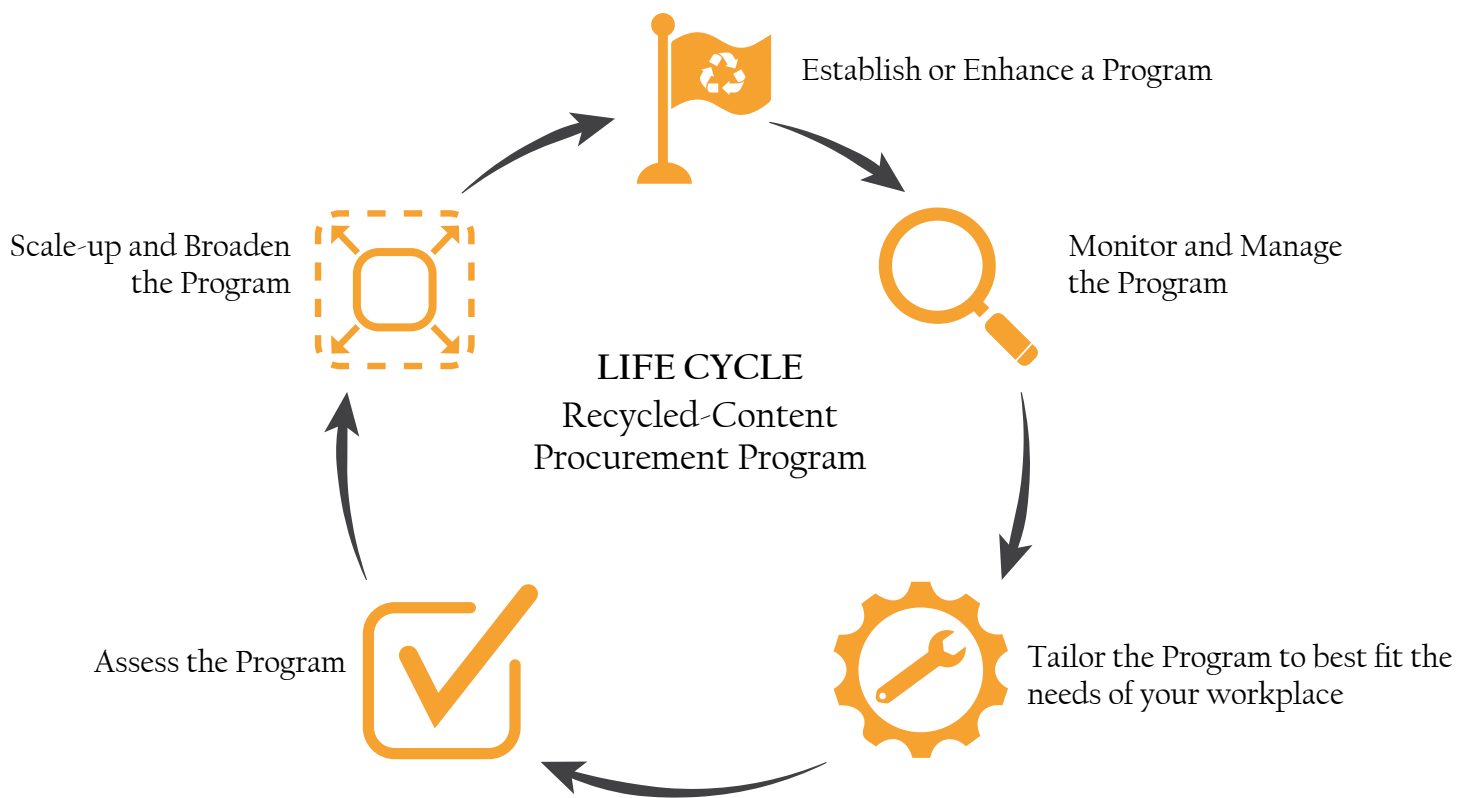 Establish or Enhance a Program
Monitor and Manage
the Program
Tailor the Program to best fit the
needs of your workplace
Assess the Program
Scale-up and Broaden
the Program
LIFE CYCLE
Recycled-Content
Procurement Program